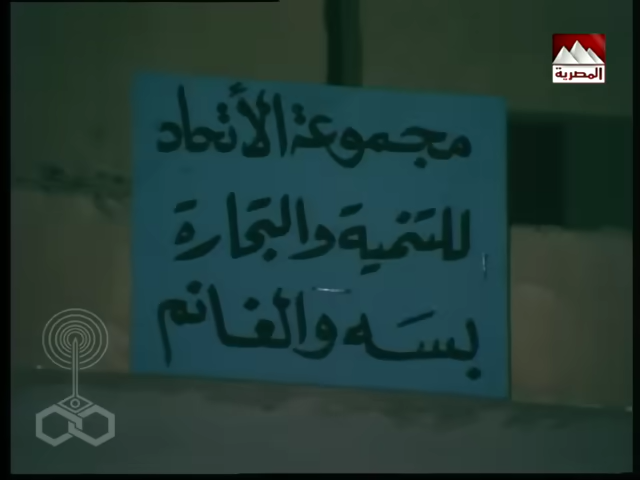 المصرية
مجموعة الأتحاد
للتنمية والتجارة
بسه والغانم